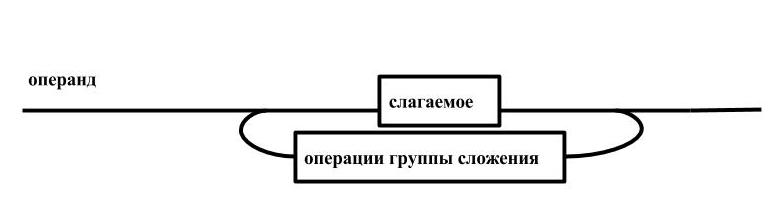 операнд
слагаемое
операции группы сложения